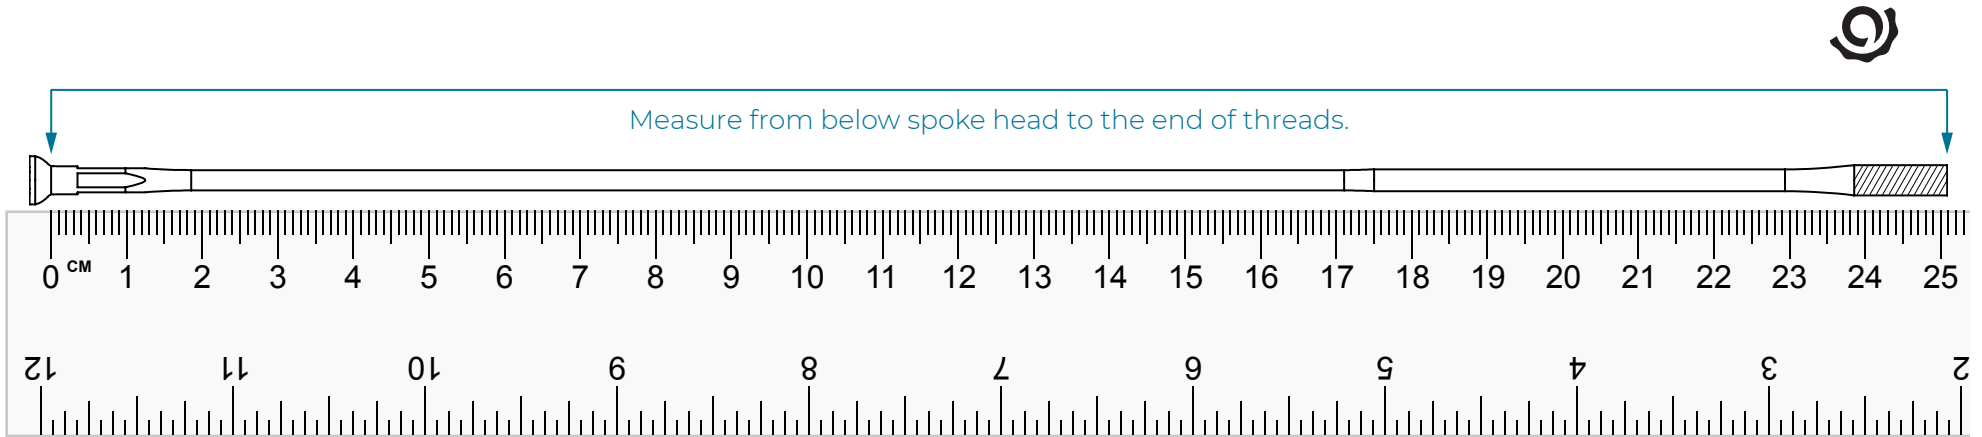 Measure from below spoke head to the end of threads.
0 CM 1 2 3 4 5 6 7 8 9 10 11 12 13 14 15 16 17 18 19 20 21 22 23 24 25
12 11 10 9 8 7 6 5 4 3 2